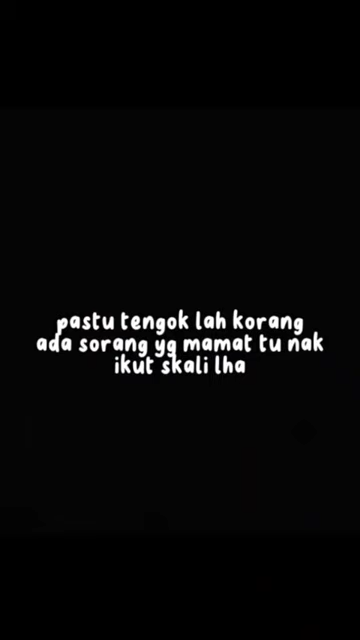 pastu tengok lah korang
ada sorang yg mamat tu nak
ikut skali lha